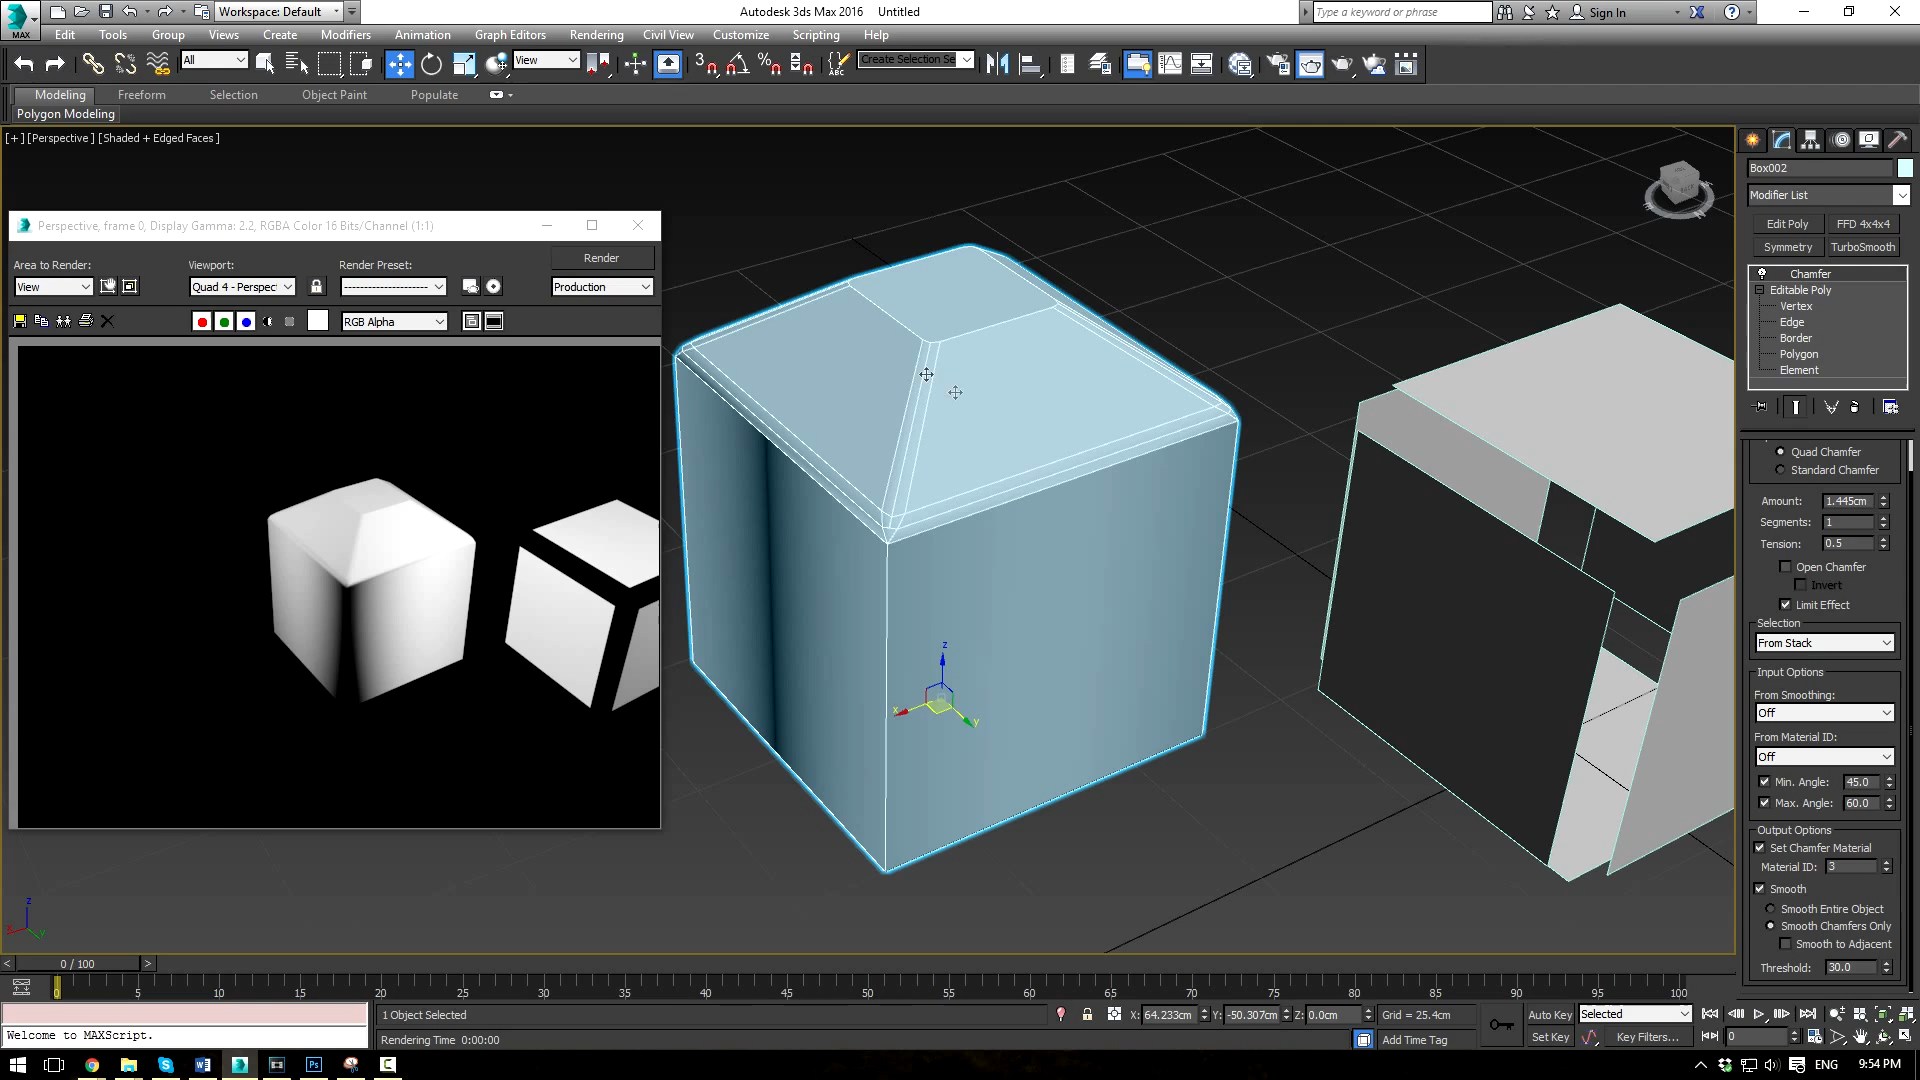 MAX
Workspace: Default
Autodesk 3ds Max 2016 Untitled
Type a keyword or phrase
Sign In
Edit Tools Group Views Create Modifiers Animation Graph Editors Rendering Civil View Customize Scripting Help
All
View
3
%
ABC
Create Selection Se
Modeling Freeform Selection Object Paint Populate
Polygon Modeling
[+] [Perspective] [Shaded + Edged Faces]
Perspective, frame 0, Display Gamma: 2.2, RGBA Color 16 Bits/Channel (1:1)
Area to Render: Viewport: Render Preset: Render
View Quad 4 - Perspect Production
RGB Alpha
z
x
y
z
x
y
Box002
Modifier List
Edit Poly FFD 4x4x4
Symmetry TurboSmooth
Chamfer
Editable Poly
Vertex
Edge
Border
Polygon
Element
Quad Chamfer
Standard Chamfer
Amount: 1.445cm
Segments: 1
Tension: 0.5
Open Chamfer
Invert
Limit Effect
Selection
From Stack
Input Options
From Smoothing:
Off
From Material ID:
Off
Min. Angle: 45.0
Max. Angle: 60.0
Output Options
Set Chamfer Material
Material ID: 3
Smooth
Smooth Entire Object
Smooth Chamfers Only
Smooth to Adjacent
Threshold: 30.0
< 0 / 100 >
0 5 10 15 20 25 30 35 40 45 50 55 60 65 70 75 80 85 90 95 100
1 Object Selected X: 64.233cm Y: -50.307cm Z: 0.0cm Grid = 25.4cm Auto Key Selected
Welcome to MAXScript. Rendering Time 0:00:00 Add Time Tag Set Key Key Filters... 0
ENG 9:54 PM